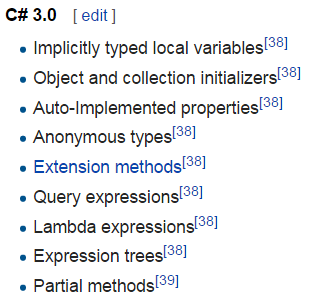 C# 3.0 [ edit ]
Implicitly typed local variables[38]
Object and collection initializers[38]
Auto-Implemented properties[38]
Anonymous types[38]
Extension methods[38]
Query expressions[38]
Lambda expressions[38]
Expression trees[38]
Partial methods[39]